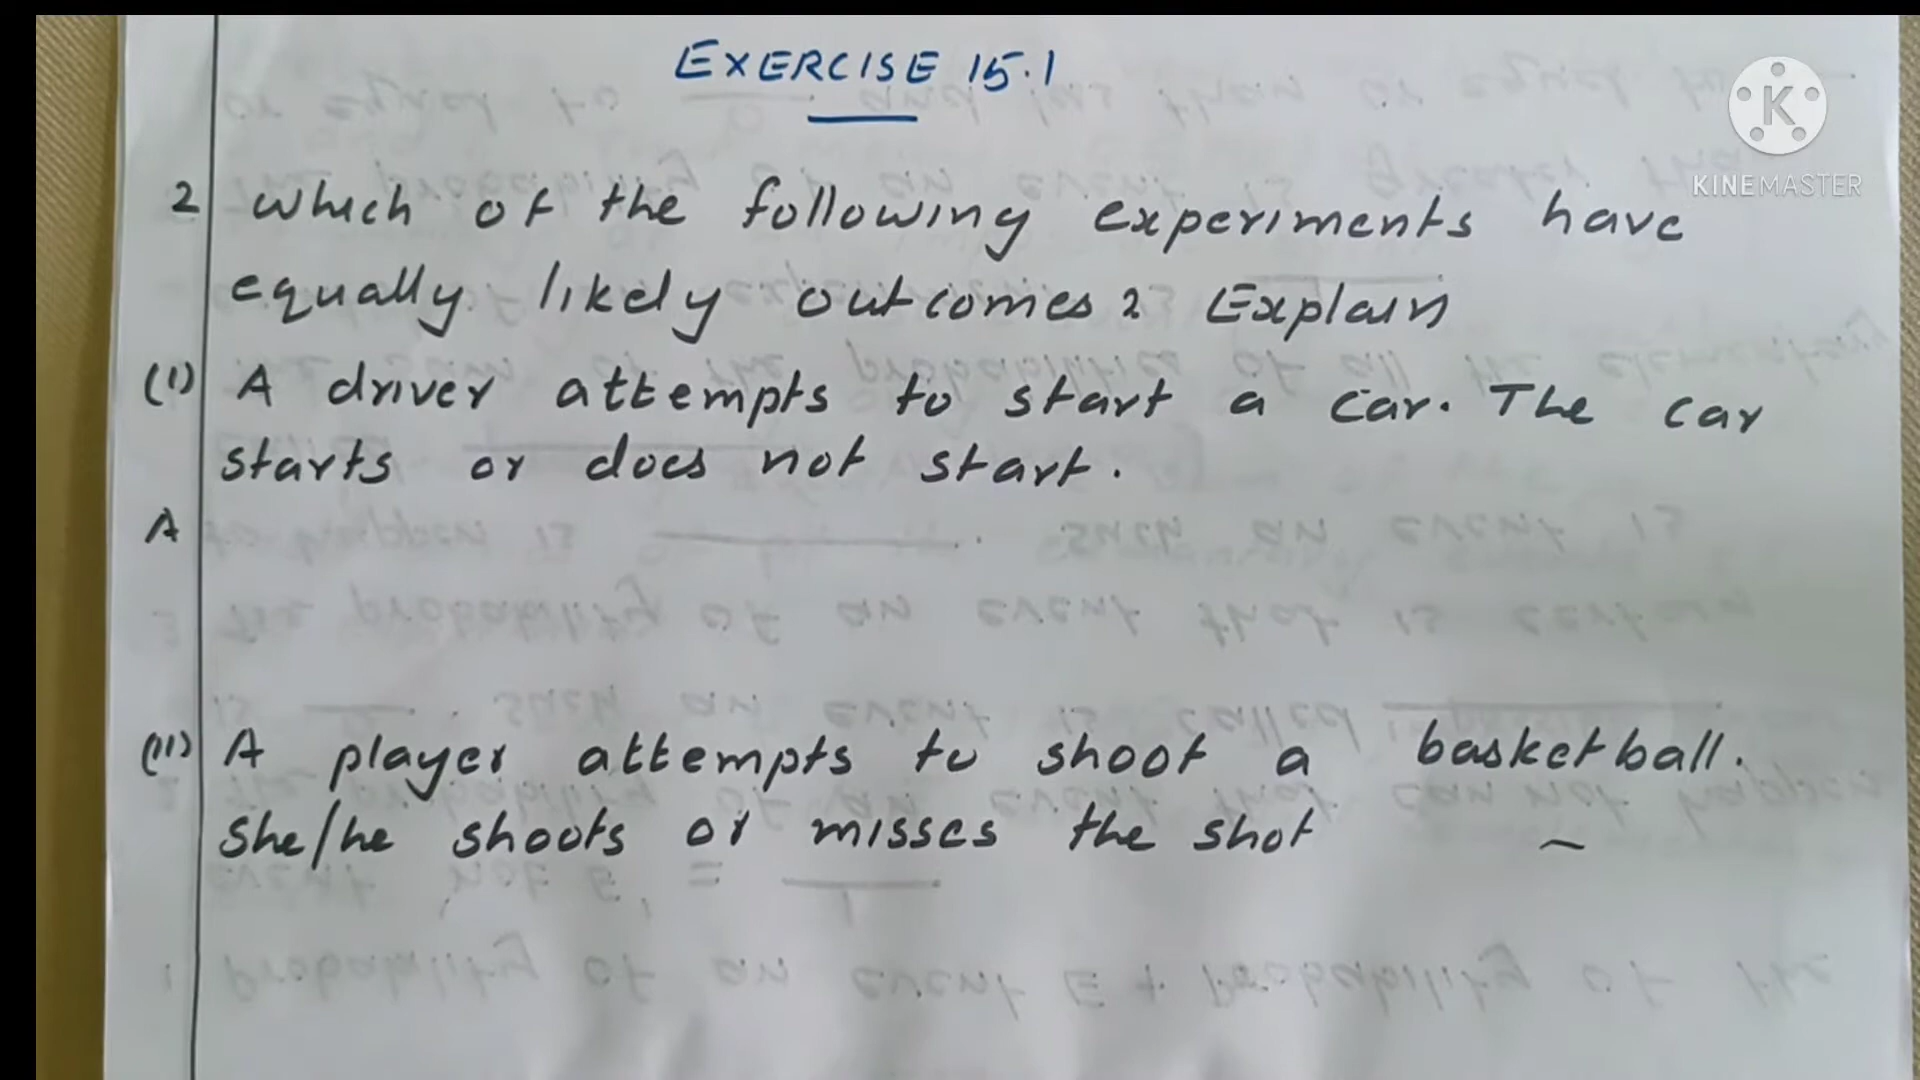 EXERCISE 15.1
KINEMASTER
2 which of the following experiments have
equally likely outcomes? Explain
(i) A driver attempts to start a car. The car
starts or does not start.
A
(ii) A player attempts to shoot a basketball.
She/he shoots or misses the shot